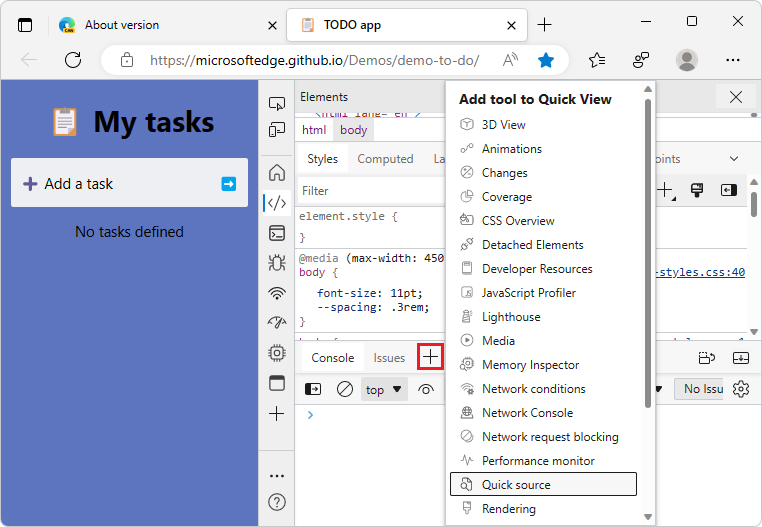 About version
TODO app
https://microsoftedge.github.io/Demos/demo-to-do/
My tasks
Add a task
No tasks defined
Elements
html body
Styles Computed
Filter
element.style {
}
@media (max-width: 450
body {
-styles.css:40
font-size: 11pt;
--spacing: .3rem;
}
Console Issues
top
No Issu
Add tool to Quick View
3D View
Animations
Changes
Coverage
CSS Overview
Detached Elements
Developer Resources
JavaScript Profiler
Lighthouse
Media
Memory Inspector
Network conditions
Network Console
Network request blocking
Performance monitor
Quick source
Rendering